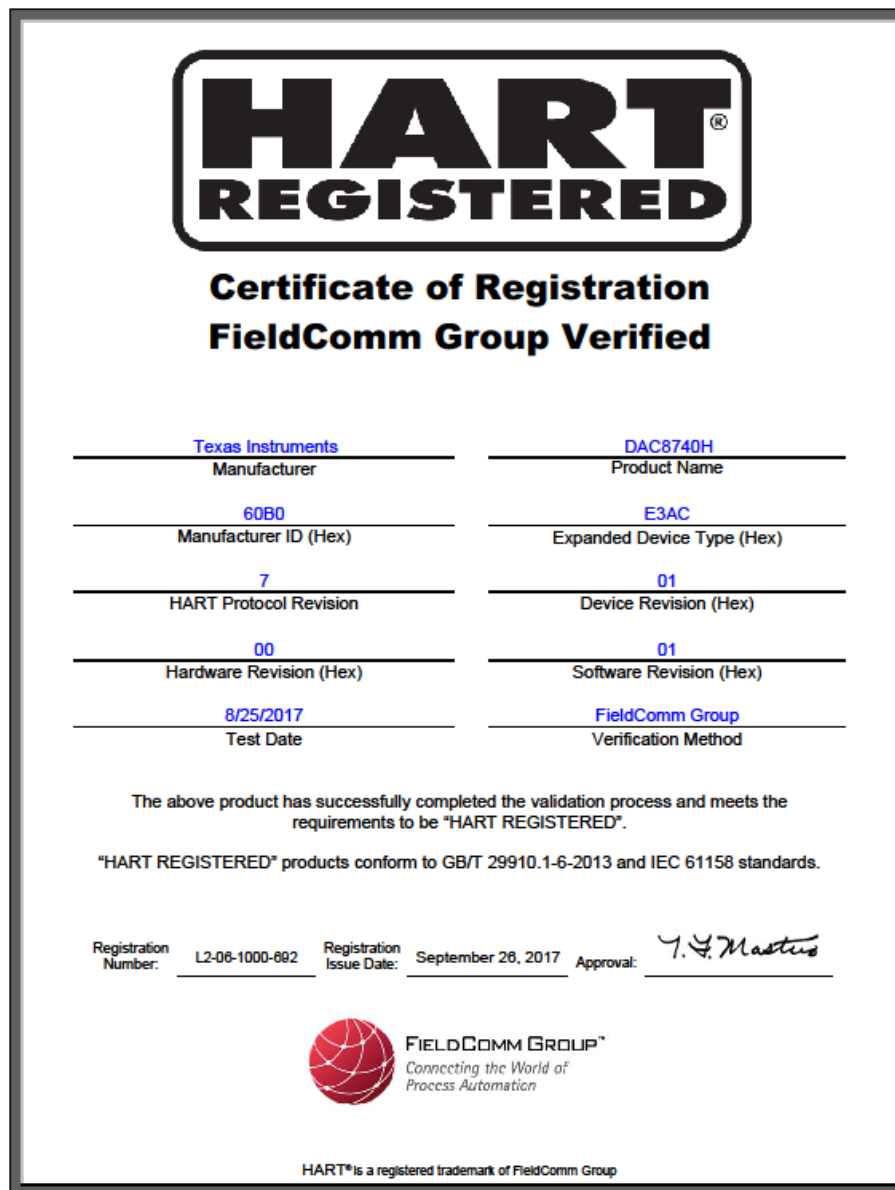 HART®
REGISTERED
Certificate of Registration
FieldComm Group Verified
Texas Instruments
Manufacturer
DAC8740H
Product Name
60B0
Manufacturer ID (Hex)
E3AC
Expanded Device Type (Hex)
7
HART Protocol Revision
01
Device Revision (Hex)
00
Hardware Revision (Hex)
01
Software Revision (Hex)
8/25/2017
Test Date
FieldComm Group
Verification Method
The above product has successfully completed the validation process and meets the
requirements to be “HART REGISTERED”.
“HART REGISTERED” products conform to GB/T 29910.1-6-2013 and IEC 61158 standards.
Registration
Number:
L2-06-1000-692
Registration
Issue Date:
September 26, 2017
Approval:
T.F. Masters
FIELDCOMM GROUP™
Connecting the World of
Process Automation
HART® is a registered trademark of FieldComm Group